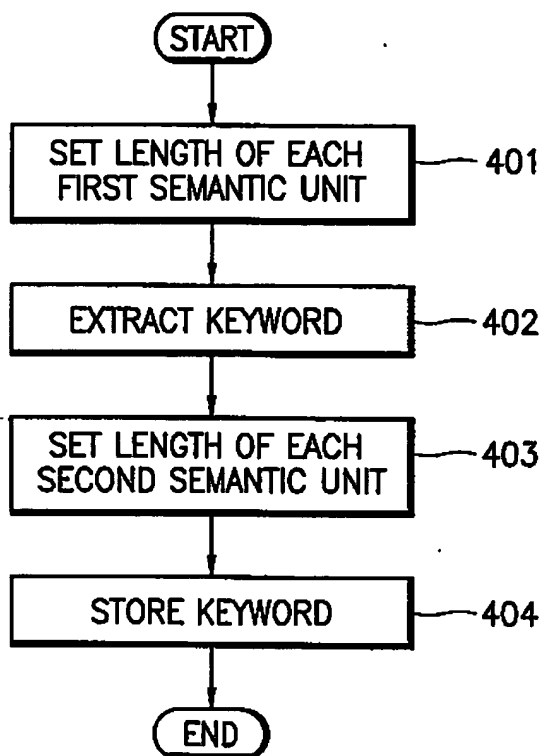 START
SET LENGTH OF EACH
FIRST SEMANTIC UNIT
401
EXTRACT KEYWORD
402
SET LENGTH OF EACH
SECOND SEMANTIC UNIT
403
STORE KEYWORD
404
END